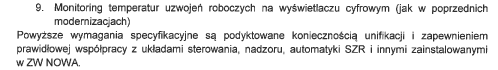 9. Monitoring temperatur uzwojeń roboczych na wyświetlaczu cyfrowym (jak w poprzednich
modernizacjach)
Powyższe wymagania specyfikacyjne są podyktowane koniecznością unifikacji i zapewnieniem
prawidłowej współpracy z układami sterowania, nadzoru, automatyki SZR i innymi zainstalowanymi
w ZW NOWA.